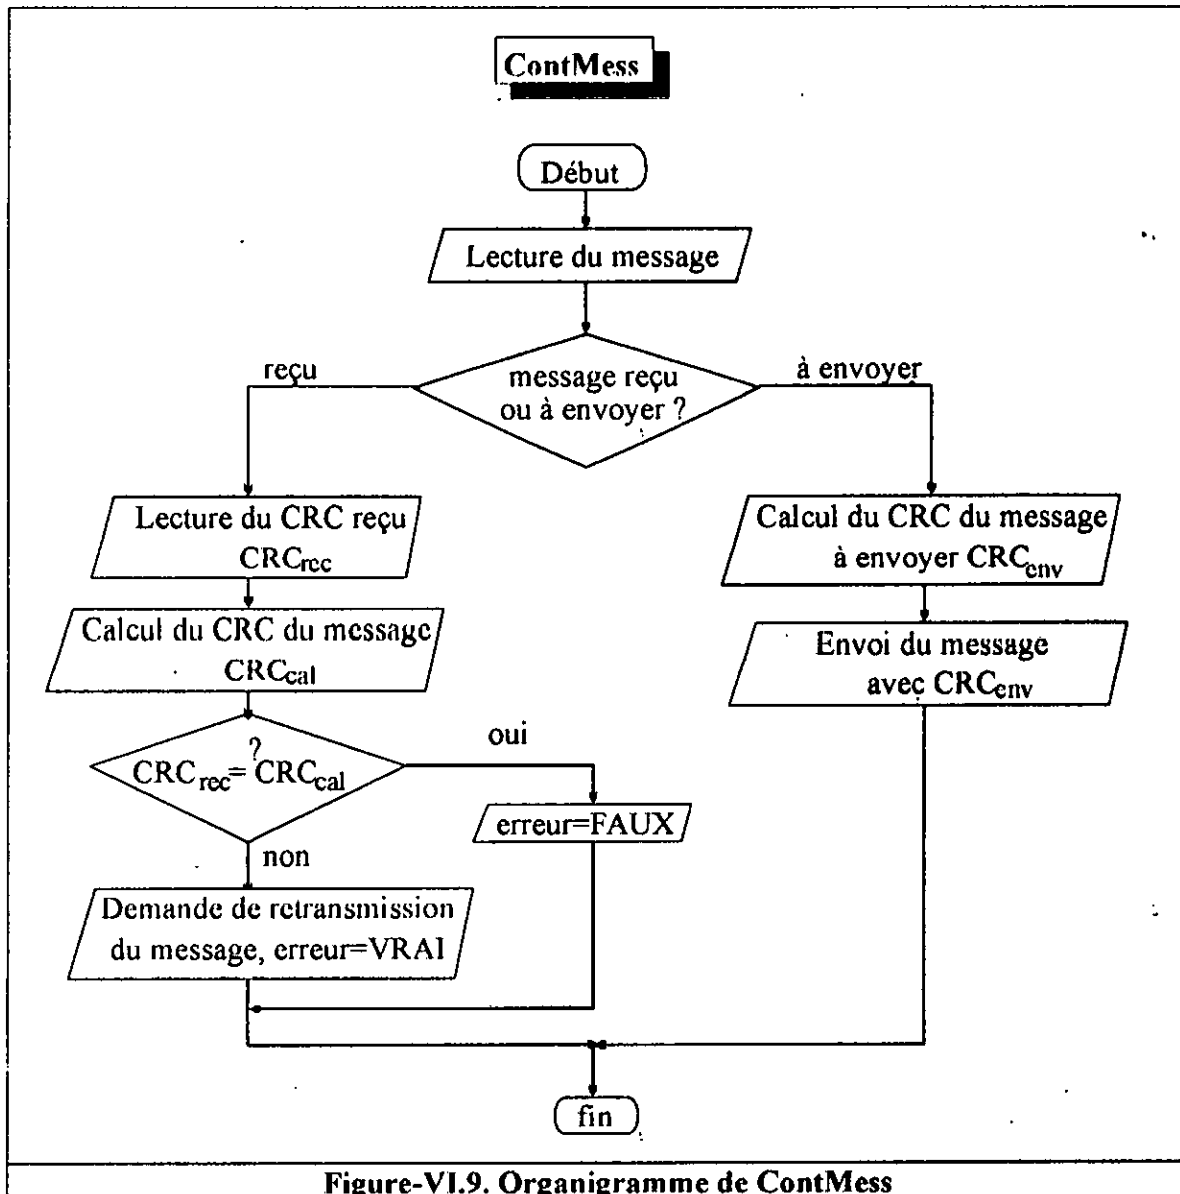 ContMess
Début
Lecture du message
reçu
message reçu
ou à envoyer ?
à envoyer
Lecture du CRC reçu
CRCrec
Calcul du CRC du message
CRCcal
Calcul du CRC du message
à envoyer CRCenv
Envoi du message
avec CRCenv
?
CRCrec= CRCcal
oui
erreur=FAUX
non
Demande de retransmission
du message, erreur=VRAI
fin
Figure-VI.9. Organigramme de ContMess